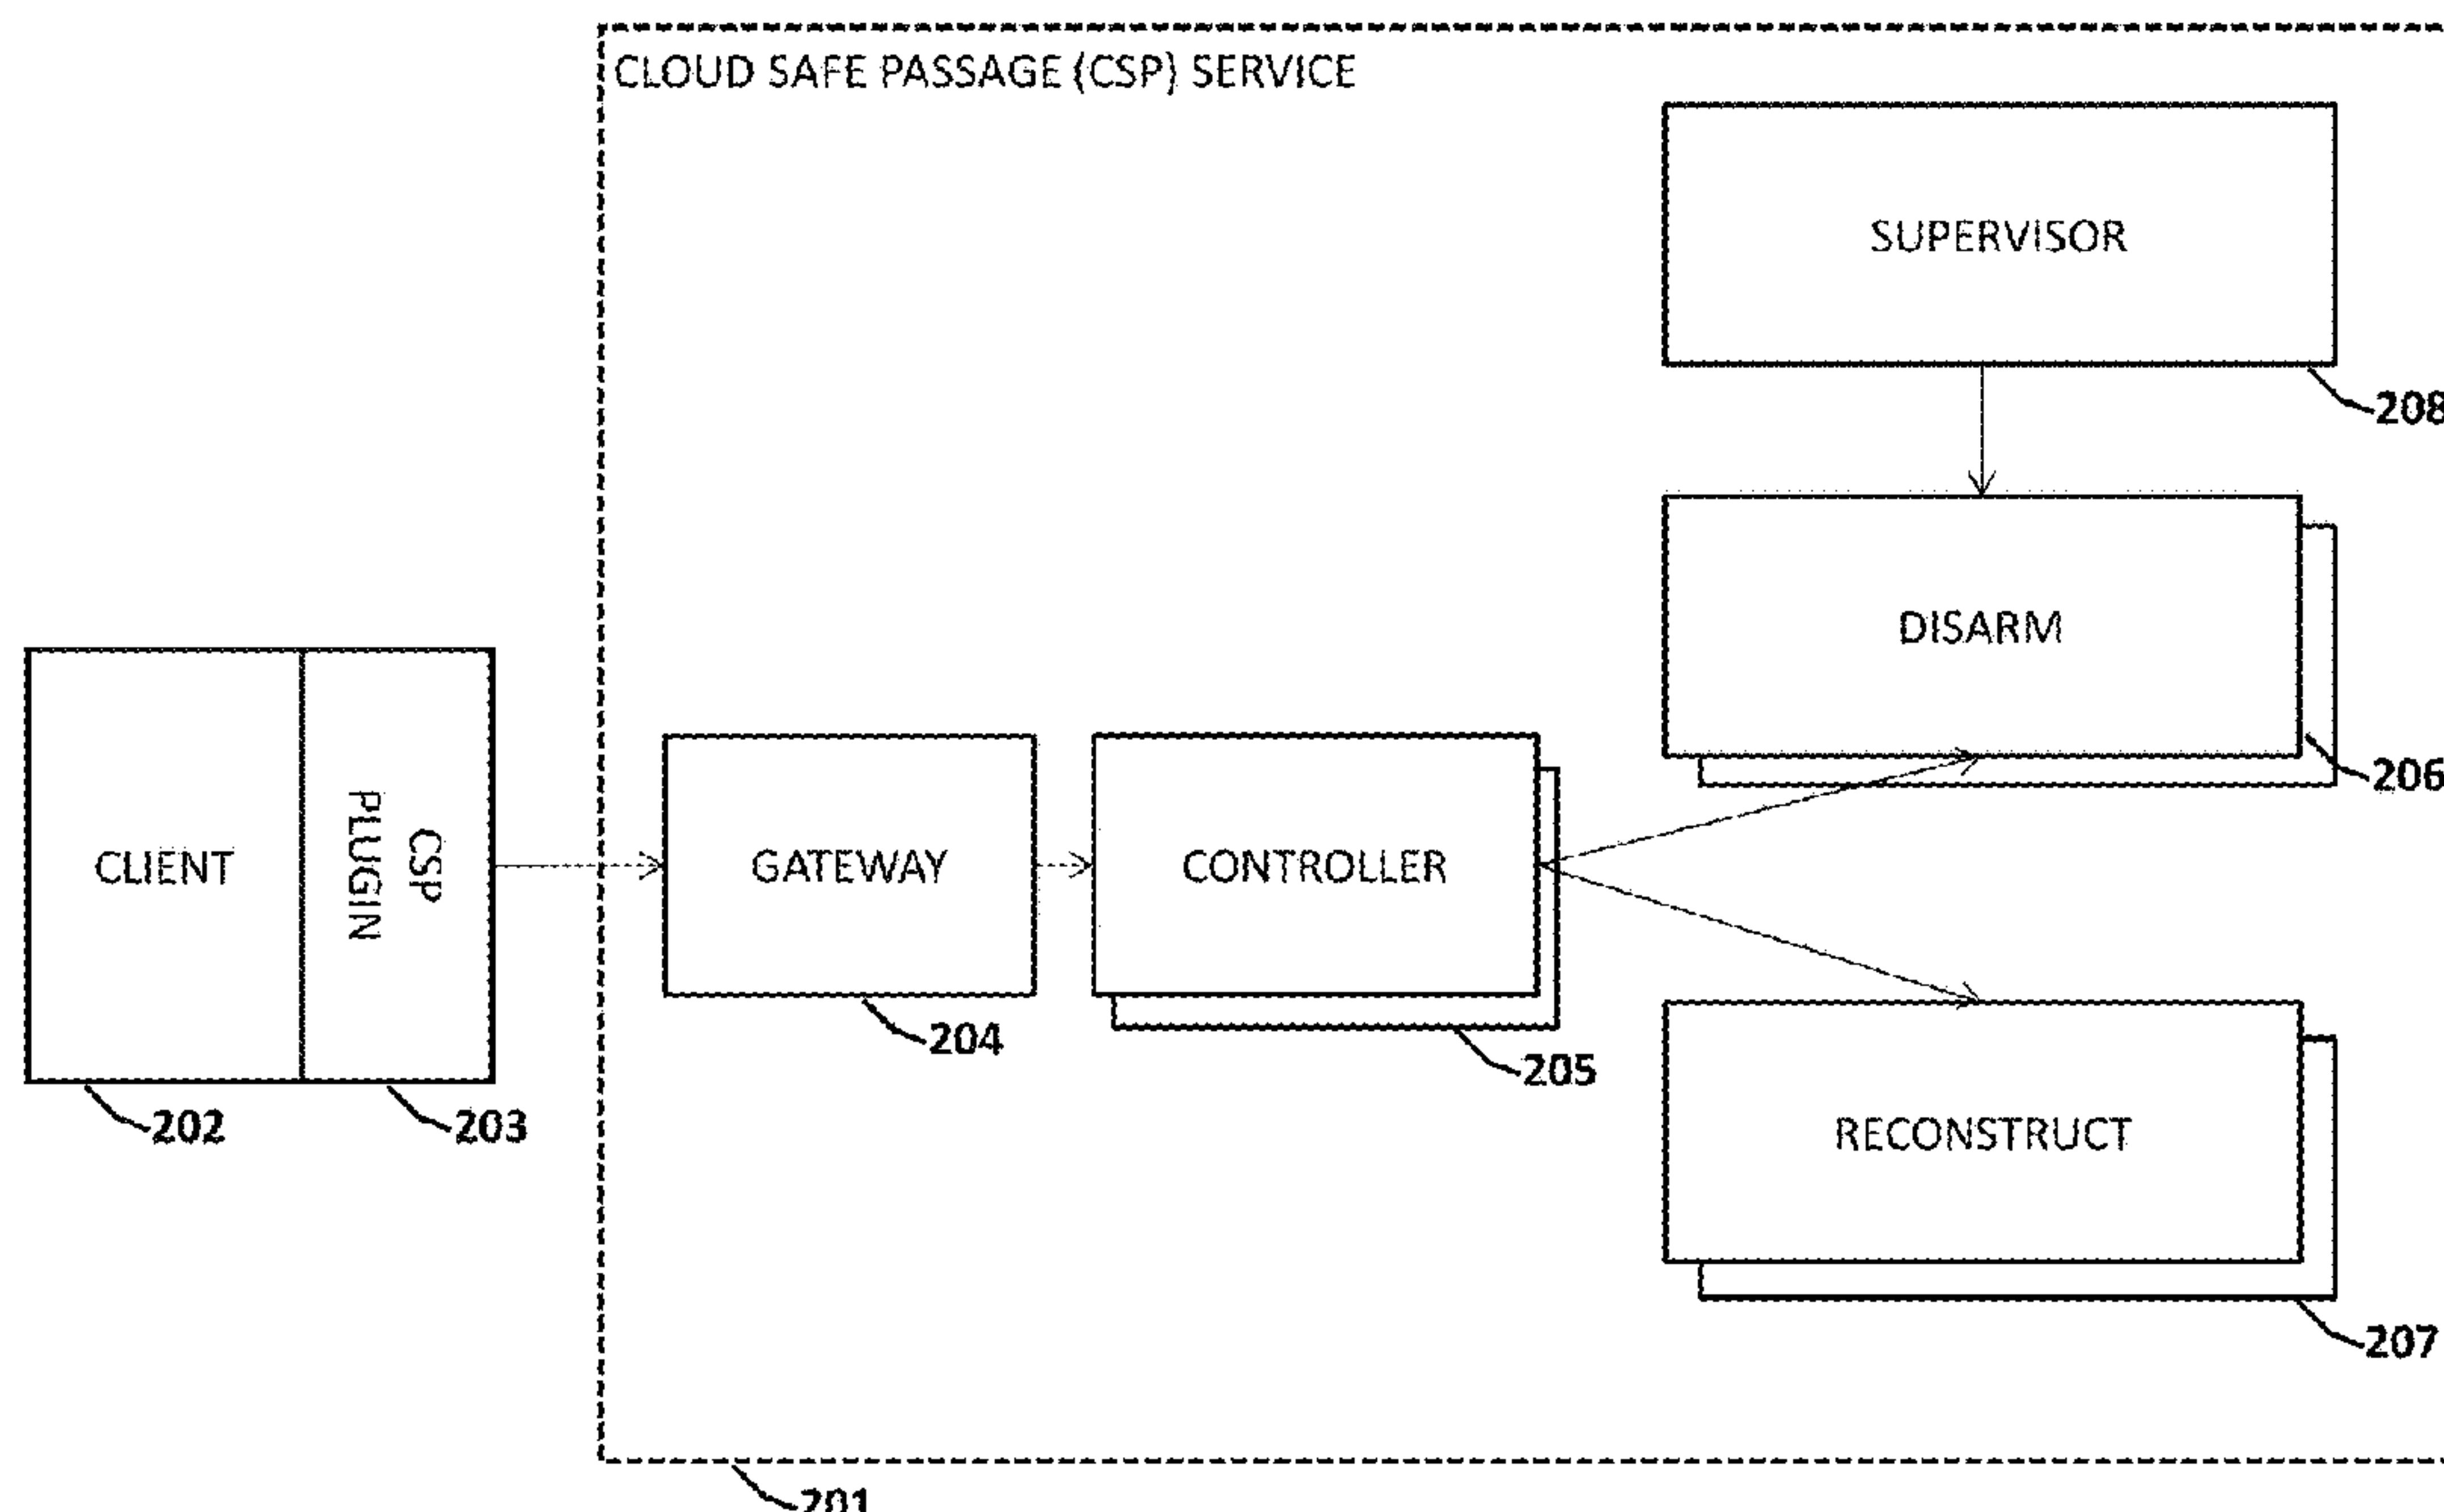 CLOUD SAFE PASSAGE (CSP) SERVICE
SUPERVISOR
208
DISARM
206
CLIENT
CSP
PLUGIN
GATEWAY
CONTROLLER
204
205
202
203
RECONSTRUCT
207
201